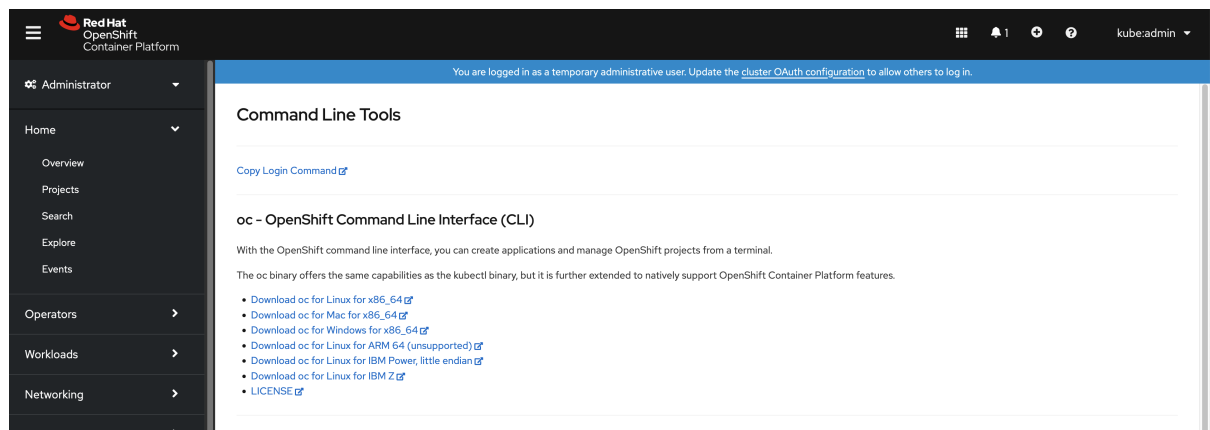 Red Hat
OpenShift
Container Platform
1
kube:admin
Administrator
You are logged in as a temporary administrative user. Update the cluster OAuth configuration to allow others to log in.
Home
Overview
Projects
Search
Explore
Events
Operators
Workloads
Networking
Command Line Tools
Copy Login Command
oc - OpenShift Command Line Interface (CLI)
With the OpenShift command line interface, you can create applications and manage OpenShift projects from a terminal.
The oc binary offers the same capabilities as the kubectl binary, but it is further extended to natively support OpenShift Container Platform features.
• Download oc for Linux for x86_64
• Download oc for Mac for x86_64
• Download oc for Windows for x86_64
• Download oc for Linux for ARM 64 (unsupported)
• Download oc for Linux for IBM Power, little endian
• Download oc for Linux for IBM Z
• LICENSE